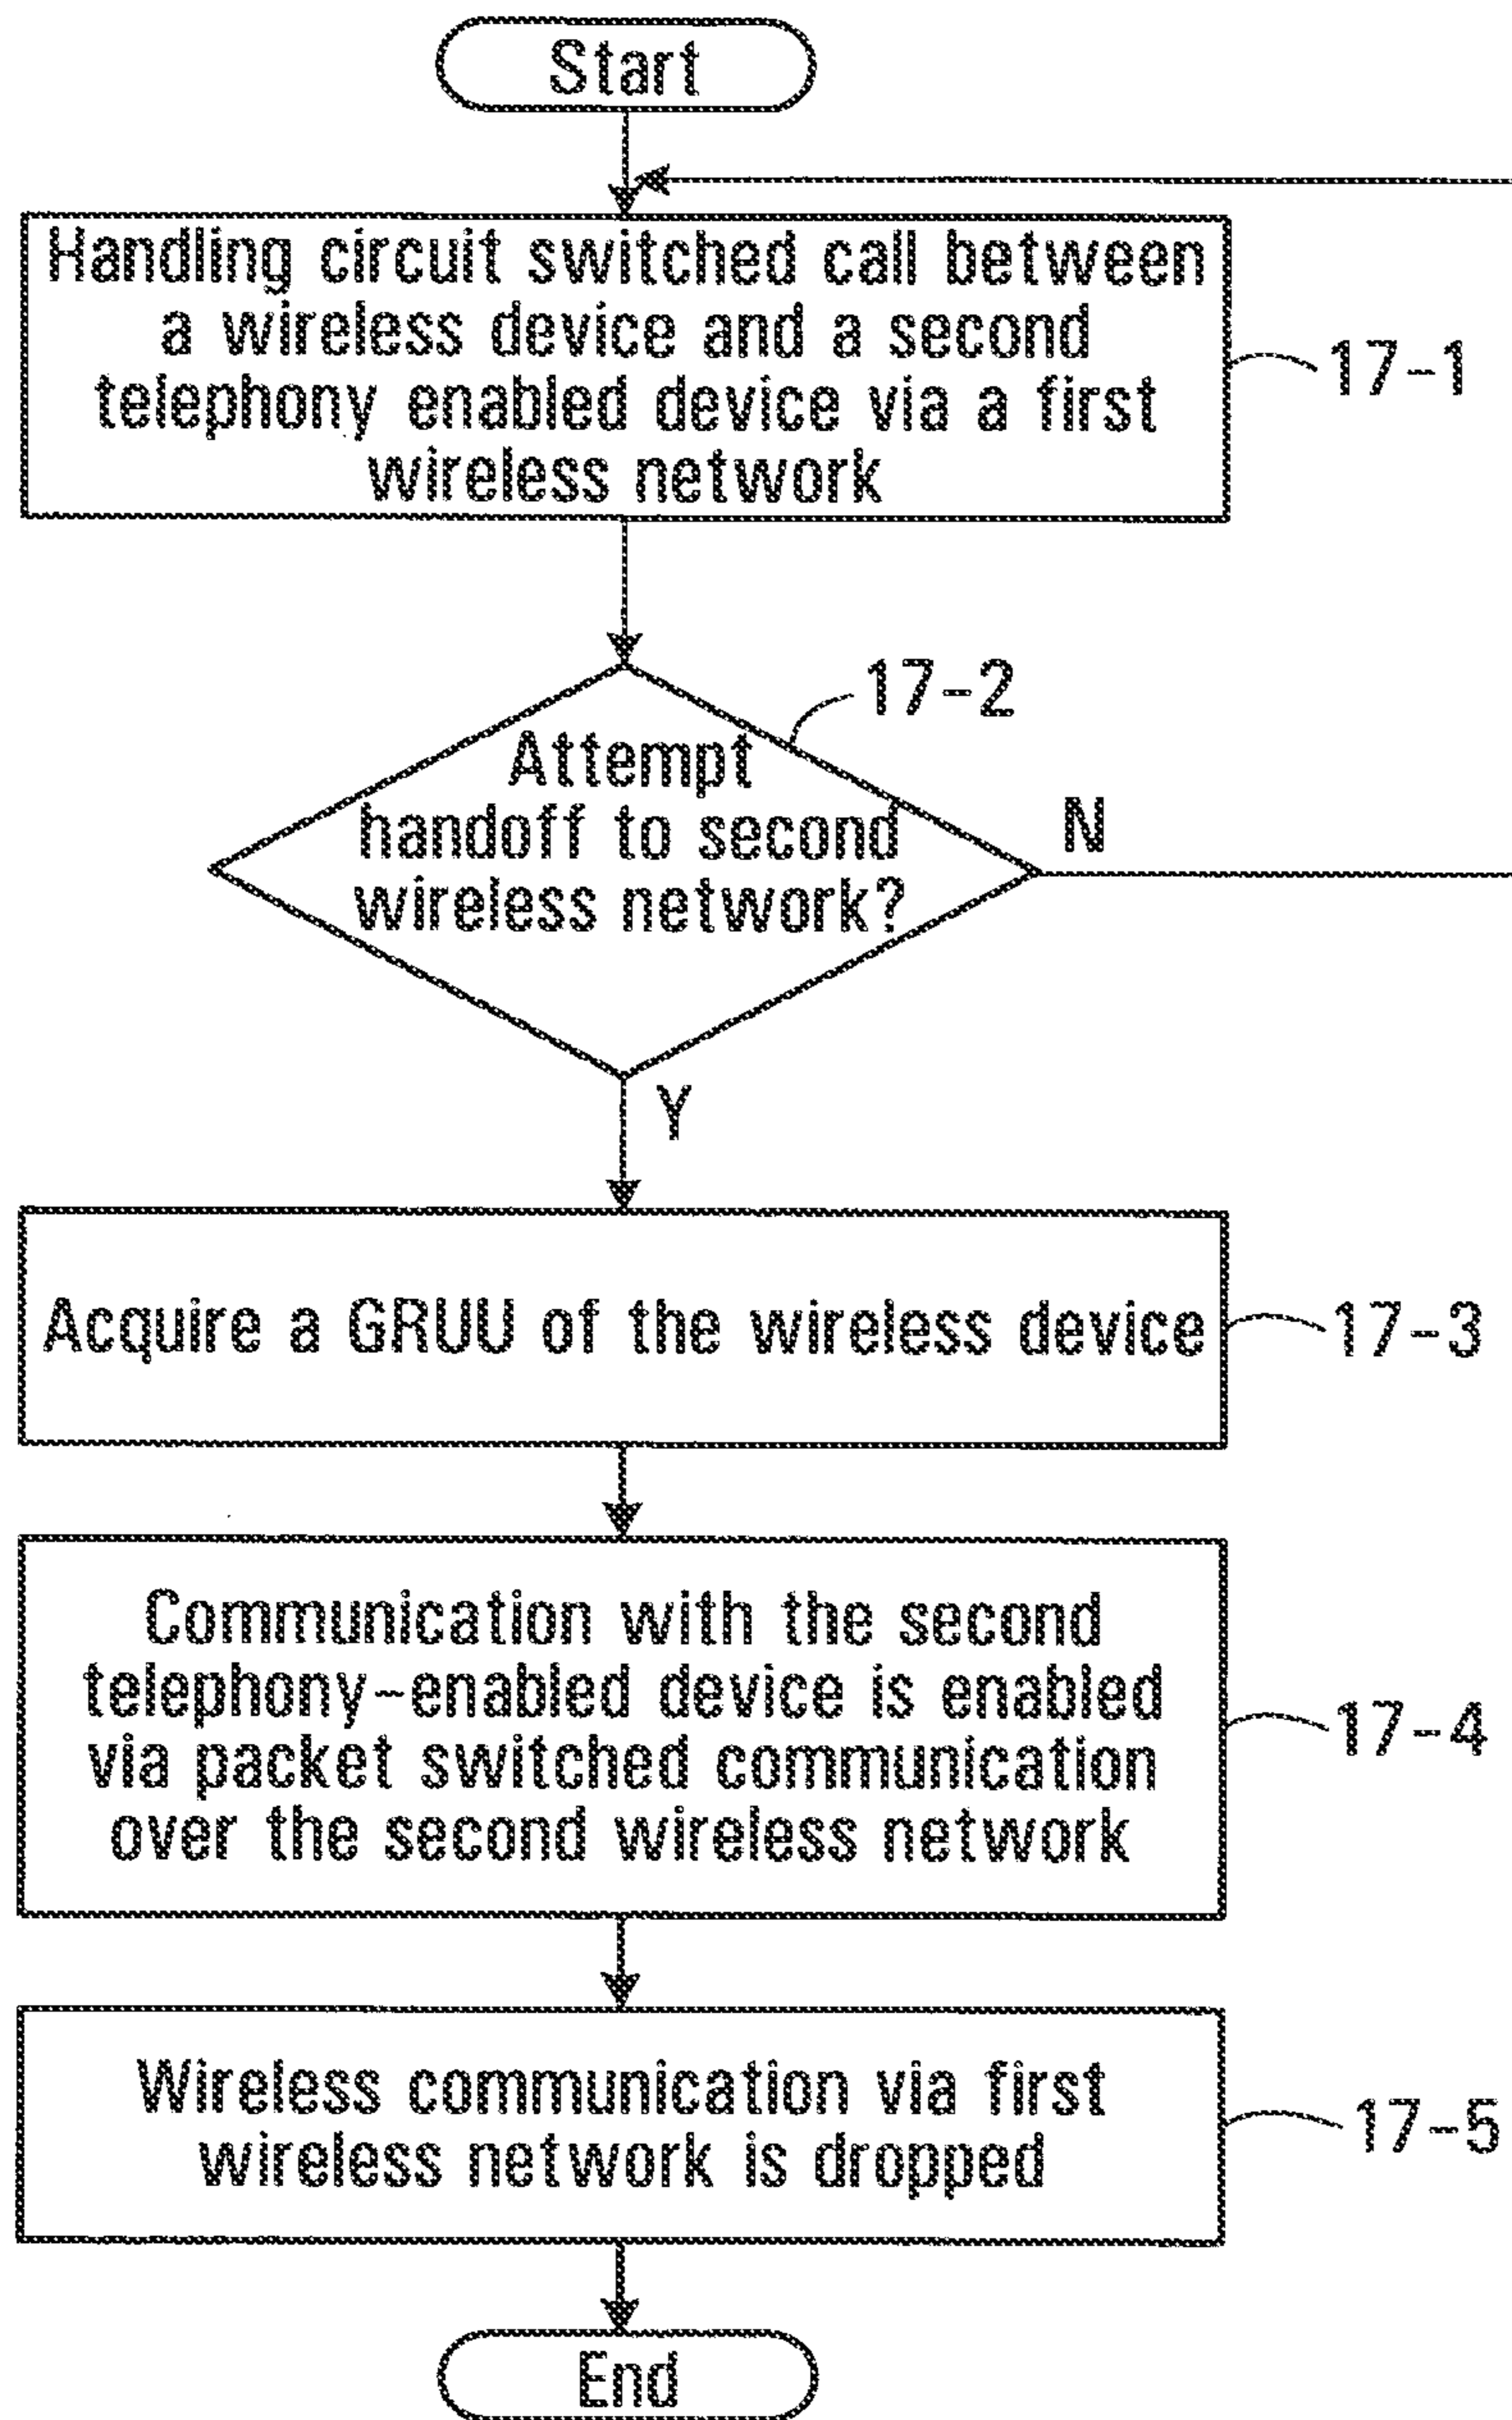 Start
Handling circuit switched call between
a wireless device and a second
telephony enabled device via a first
wireless network
17-1
17-2
Attempt
handoff to second
wireless network?
N
Y
Acquire a GRUU of the wireless device
17-3
Communication with the second
telephony-enabled device is enabled
via packet switched communication
over the second wireless network
17-4
Wireless communication via first
wireless network is dropped
17-5
End